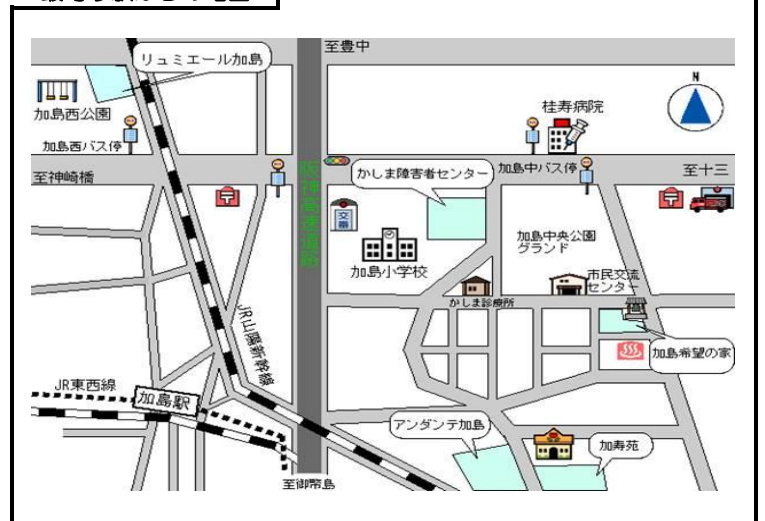 至豊中
リュミエール加島
N
加島西公園
桂寿病院
加島西バス停
至神崎橋
阪神高速道路
かしま障害者センター
加島中バス停
至十三
交番
加島小学校
加島中央公園
グランド
市民交流
センター
かしま診療所
JR山陽新幹線
加島希望の家
JR東西線
加島駅
アンダンテ加島
加寿苑
至御幣島